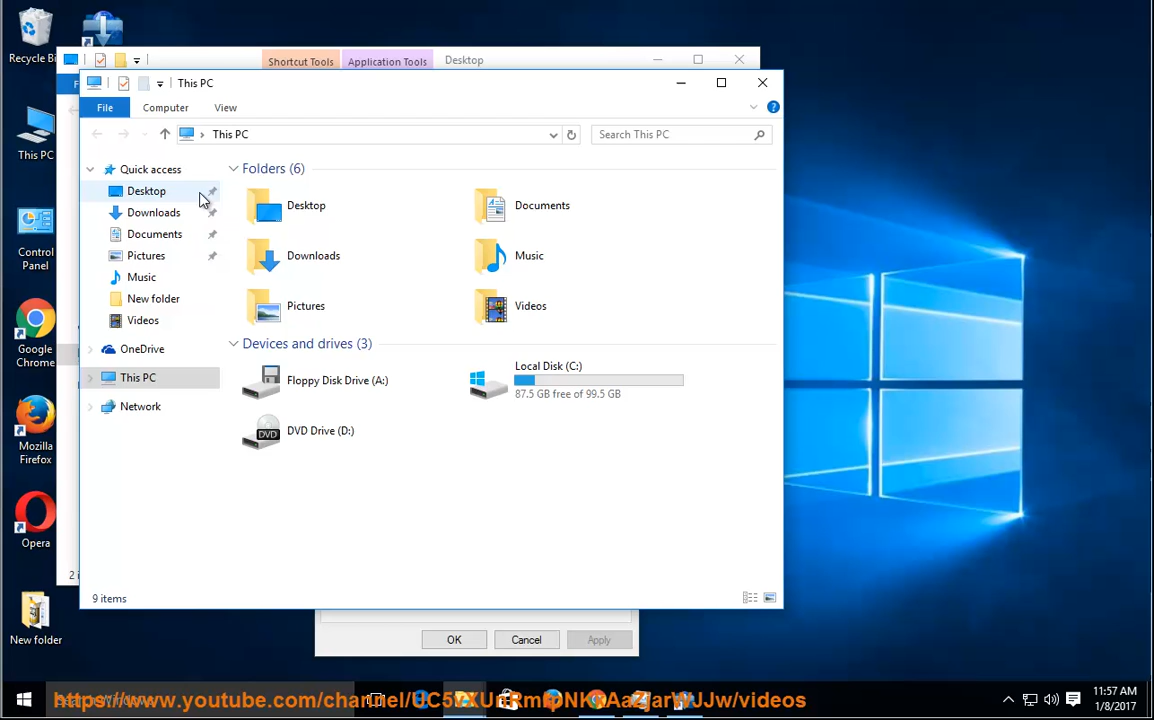 Recycle Bi
Shortcut Tools
Application Tools
Desktop
This PC
File
Computer
View
This PC
Search This PC
This PC
Quick access
Desktop
Downloads
Documents
Pictures
Music
New folder
Videos
OneDrive
This PC
Network
Folders (6)
Desktop
Documents
Downloads
Music
Pictures
Videos
Devices and drives (3)
Floppy Disk Drive (A:)
Local Disk (C:)
87.5 GB free of 99.5 GB
DVD Drive (D:)
Control
Panel
Google
Chrome
Mozilla
Firefox
Opera
New folder
9 items
OK
Cancel
Apply
11:57 AM
1/8/2017